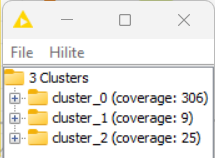 File Hilite
3 Clusters
cluster_0 (coverage: 306)
cluster_1 (coverage: 9)
cluster_2 (coverage: 25)